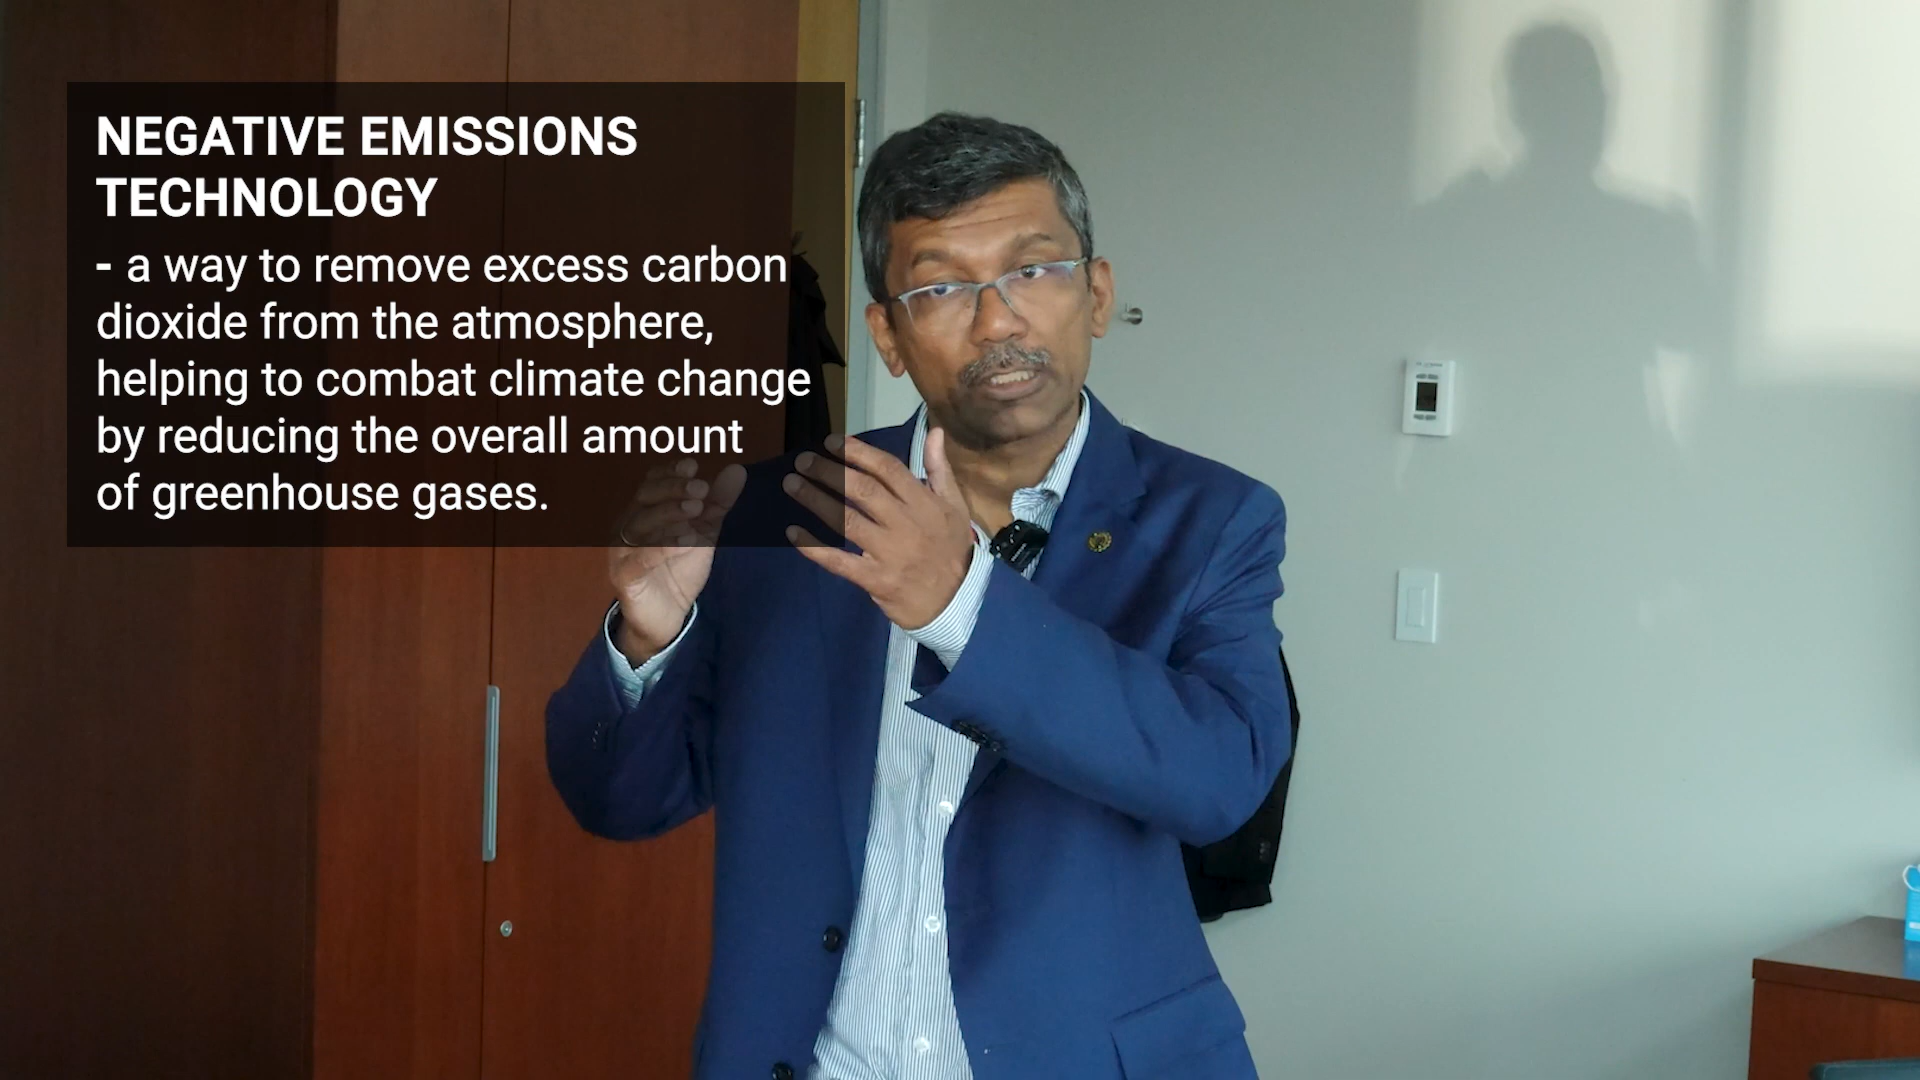 NEGATIVE EMISSIONS
TECHNOLOGY
- a way to remove excess carbon
dioxide from the atmosphere,
helping to combat climate change
by reducing the overall amount
of greenhouse gases.